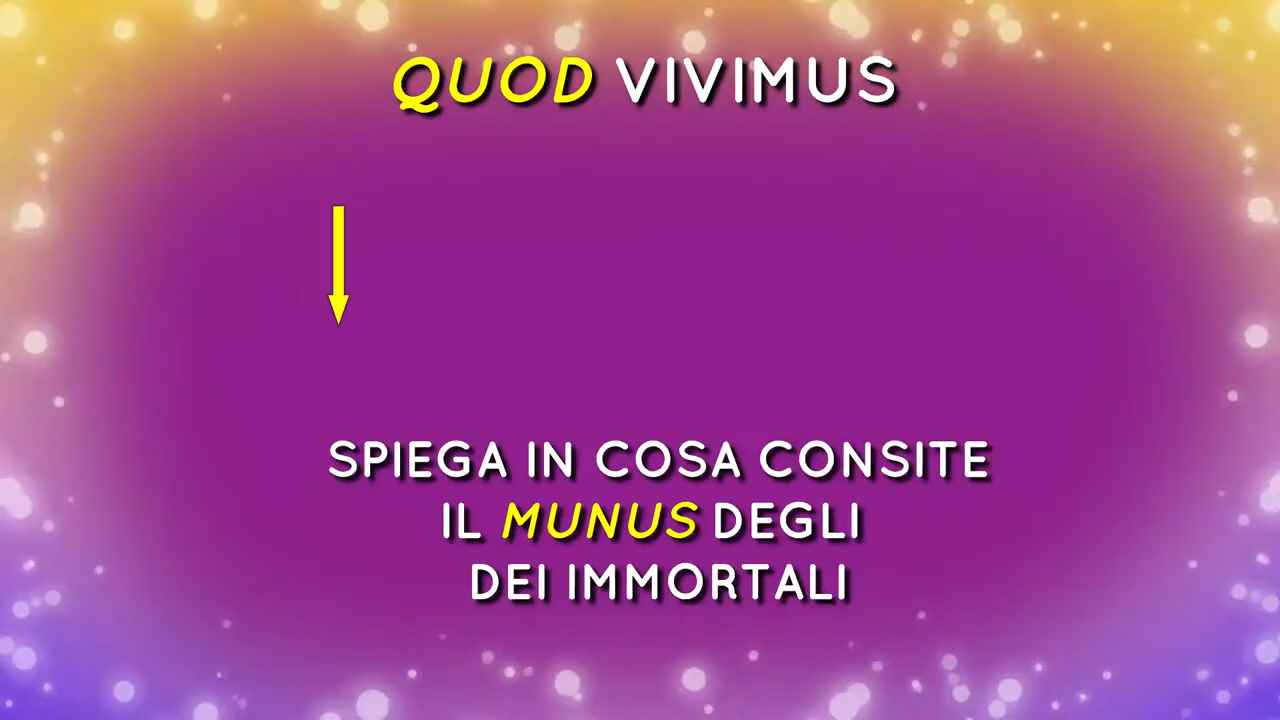 QUOD VIVIMUS
SPIEGA IN COSA CONSITE
IL MUNUS DEGLI
DEI IMMORTALI